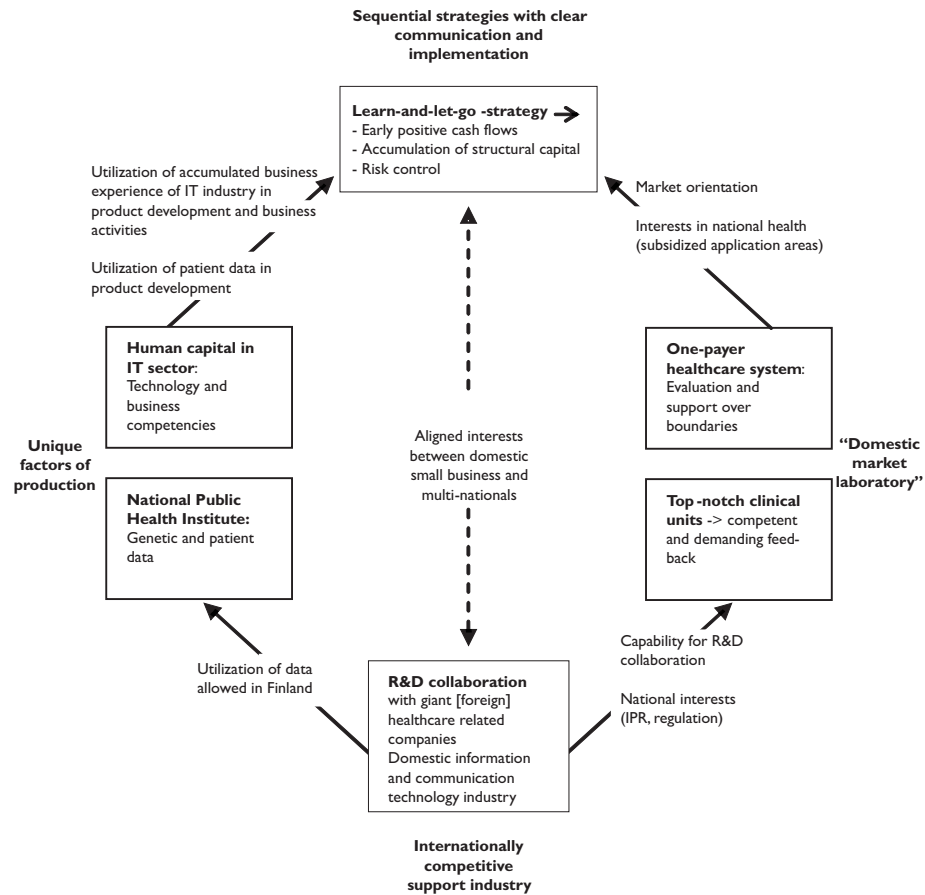 Sequential strategies with clear
communication and
implementation
Learn-and-let-go -strategy
- Early positive cash flows
- Accumulation of structural capital
- Risk control
Utilization of accumulated business
experience of IT industry in
product development and business
activities
Utilization of patient data in
product development
Market orientation
Interests in national health
(subsidized application areas)
Human capital in
IT sector:
Technology and
business
competencies
One-payer
healthcare system:
Evaluation and
support over
boundaries
Unique
factors of
production
Aligned interests
between domestic
small business and
multi-nationals
“Domestic
market
laboratory”
National Public
Health Institute:
Genetic and patient
data
Top-notch clinical
units -> competent
and demanding feed-
back
Utilization of data
allowed in Finland
R&D collaboration
with giant [foreign]
healthcare related
companies
Domestic information
and communication
technology industry
Capability for R&D
collaboration
National interests
(IPR, regulation)
Internationally
competitive
support industry